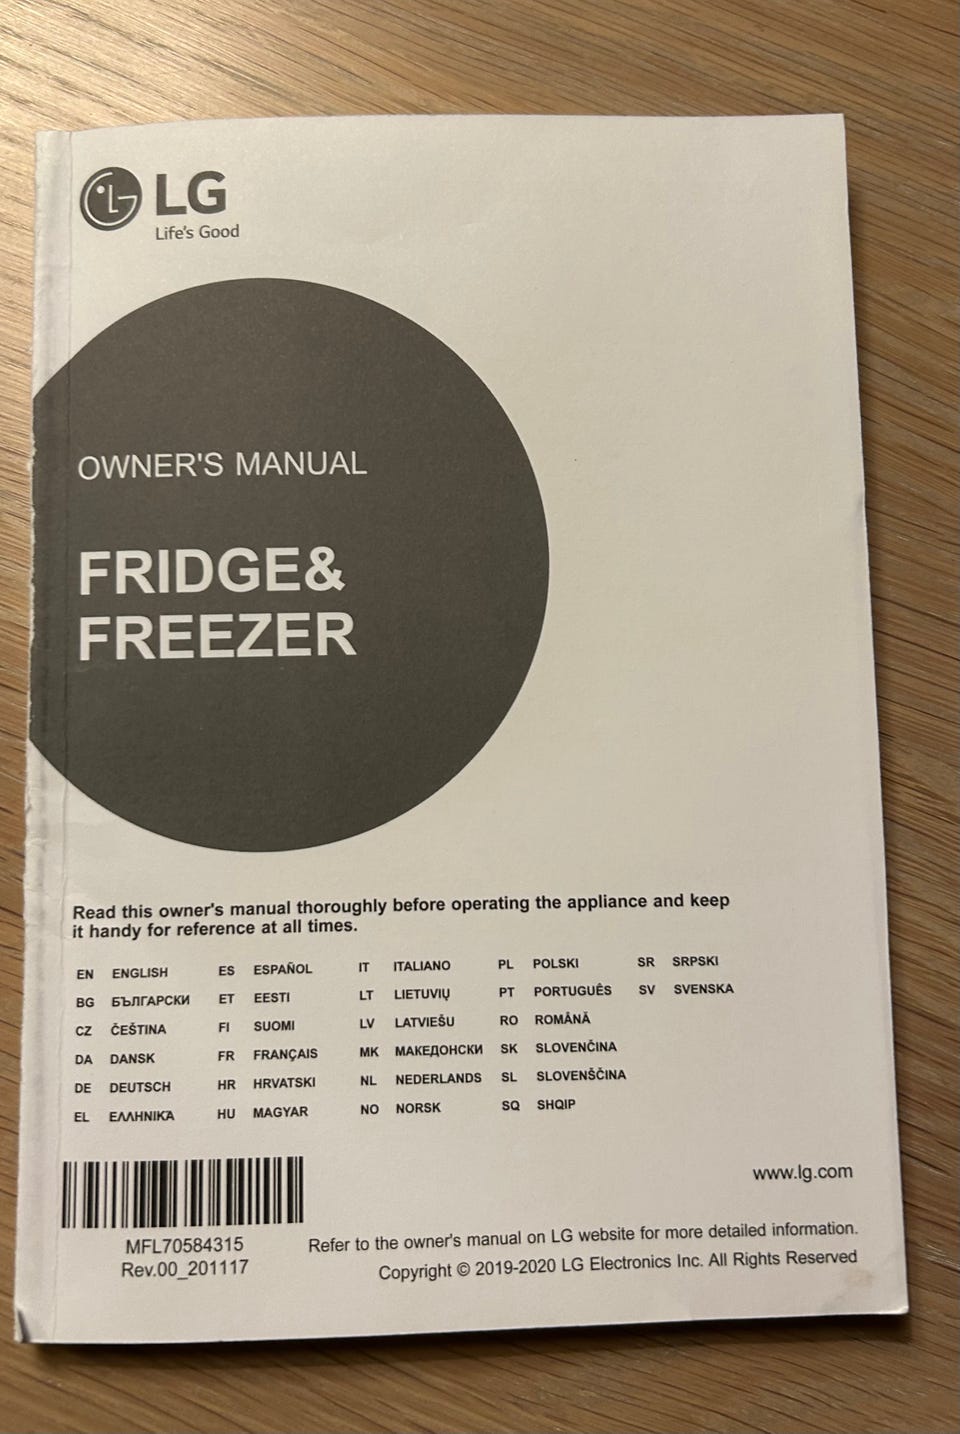 LG
Life's Good
OWNER'S MANUAL
FRIDGE&
FREEZER
Read this owner's manual thoroughly before operating the appliance and keep
it handy for reference at all times.
EN ENGLISH ES ESPAÑOL IT ITALIANO PL POLSKI SR SRPSKI
BG БЪЛГАРСКИ ET EESTI LT LIETUVIŲ PT PORTUGUÊS SV SVENSKA
CZ ČEŠTINA FI SUOMI LV LATVIEŠU RO ROMÂNĂ
DA DANSK FR FRANÇAIS MK МАКЕДОНСКИ SK SLOVENČINA
DE DEUTSCH HR HRVATSKI NL NEDERLANDS SL SLOVENŠČINA
EL ΕΛΛΗΝΙΚΆ HU MAGYAR NO NORSK SQ SHQIP
www.lg.com
MFL70584315
Rev.00_201117
Refer to the owner's manual on LG website for more detailed information.
Copyright © 2019-2020 LG Electronics Inc. All Rights Reserved